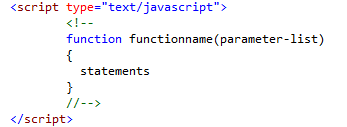 <script type="text/javascript">
<!--
function functionname(parameter-list)
{
statements
}
//-->
</script>